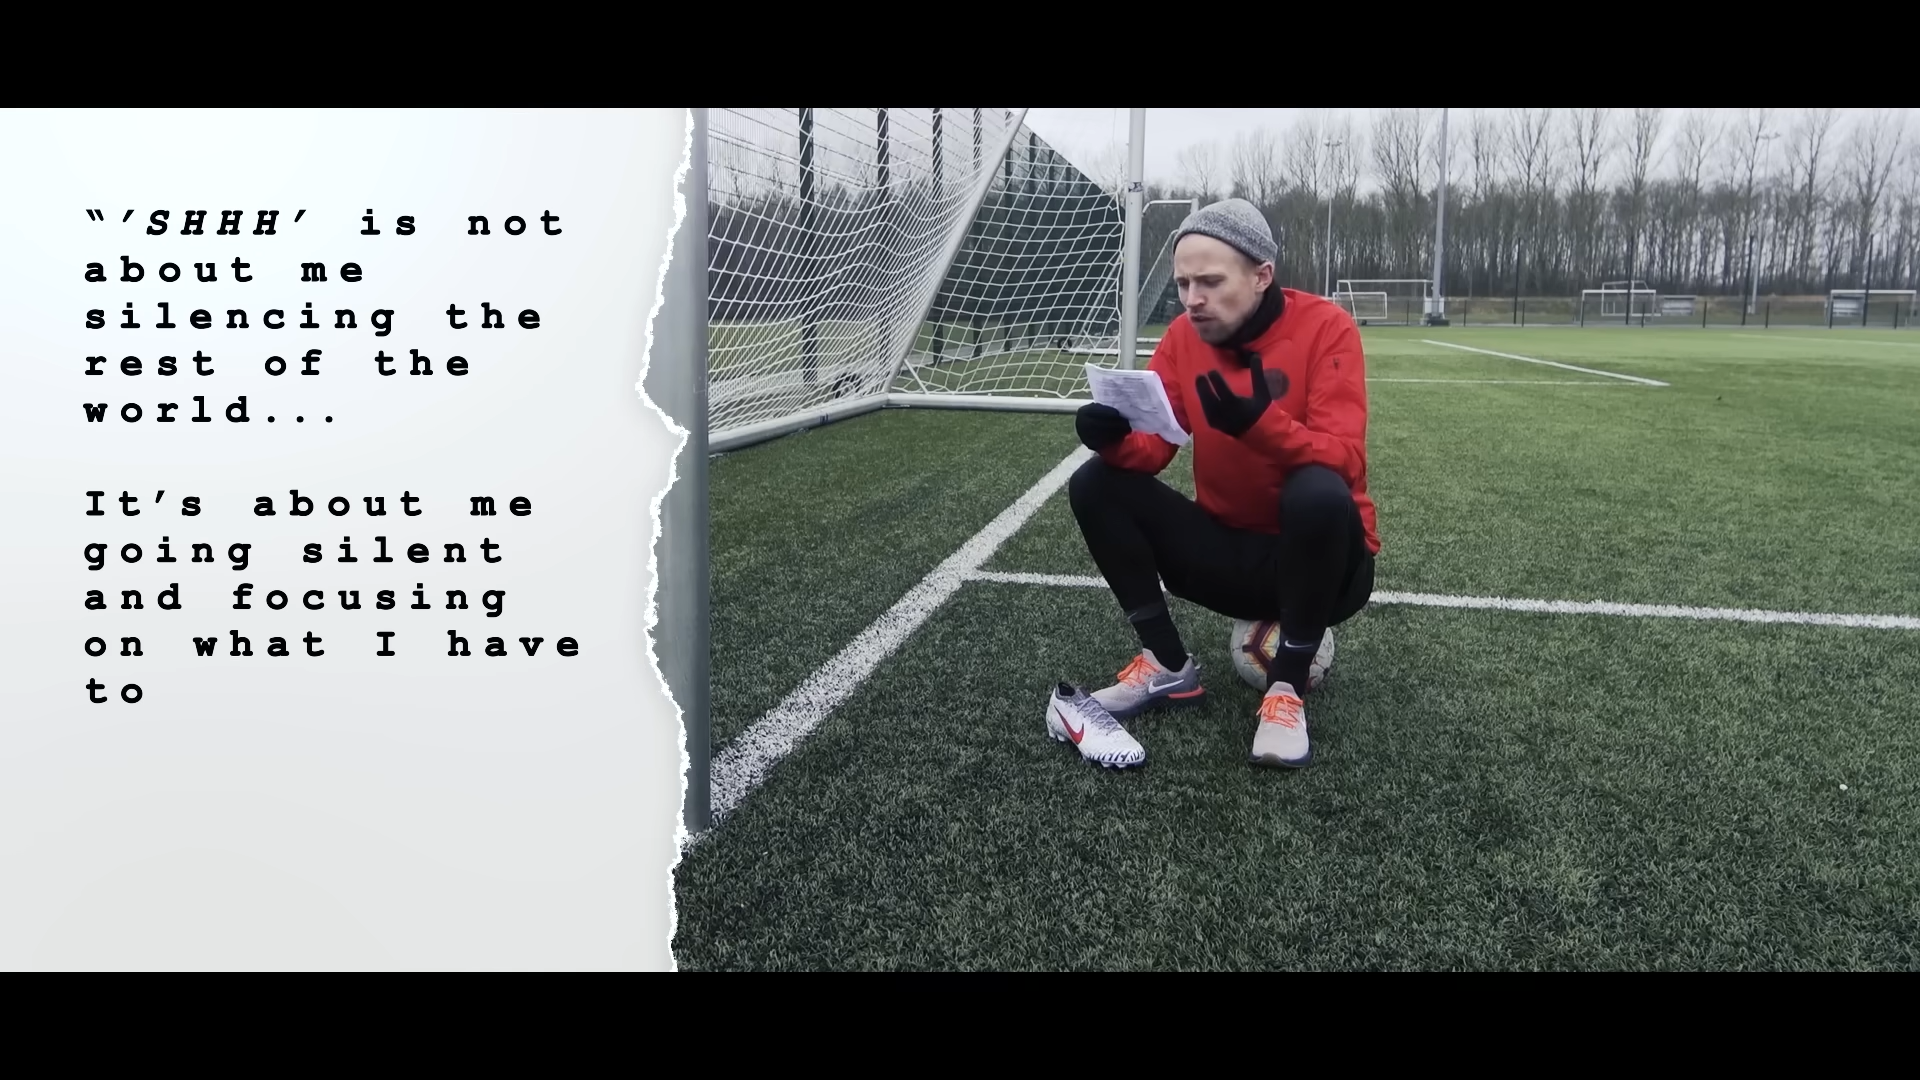 “’SHHH’ is not
about me
silencing the
rest of the
world...
It’s about me
going silent
and focusing
on what I have
to